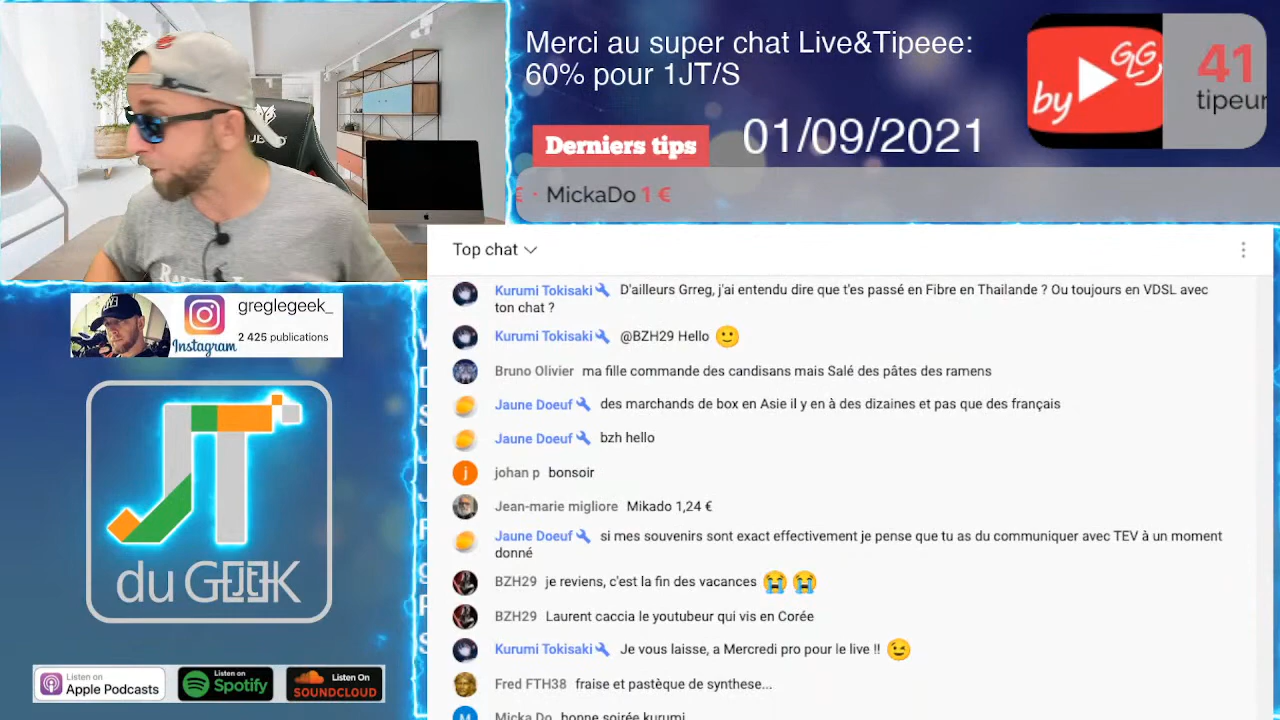 Merci au super chat Live&Tipeee:
60% pour 1JT/S
by GLG
41
tipeur
Derniers tips
01/09/2021
€ · MickaDo 1 €
Top chat
Kurumi Tokisaki D'ailleurs Grreg, j'ai entendu dire que t'es passé en Fibre en Thailande ? Ou toujours en VDSL avec
ton chat ?
Kurumi Tokisaki @BZH29 Hello 🙂
Bruno Olivier ma fille commande des candisans mais Salé des pâtes des ramens
Jaune Doeuf des marchands de box en Asie il y en à des dizaines et pas que des français
Jaune Doeuf bzh hello
j johan p bonsoir
Jean-marie migliore Mikado 1,24 €
Jaune Doeuf si mes souvenirs sont exact effectivement je pense que tu as du communiquer avec TEV à un moment
donné
BZH29 je reviens, c'est la fin des vacances 😭 😭
BZH29 Laurent caccia le youtubeur qui vis en Corée
Kurumi Tokisaki Je vous laisse, a Mercredi pro pour le live !! 😉
Fred FTH38 fraise et pastèque de synthese...
M Micka Do bonne soirée kurumi
greglegeek_
Instagram
2 425 publications
JT
du GEEK
Listen on
Apple Podcasts
Listen on
Spotify
Listen On
SOUNDCLOUD